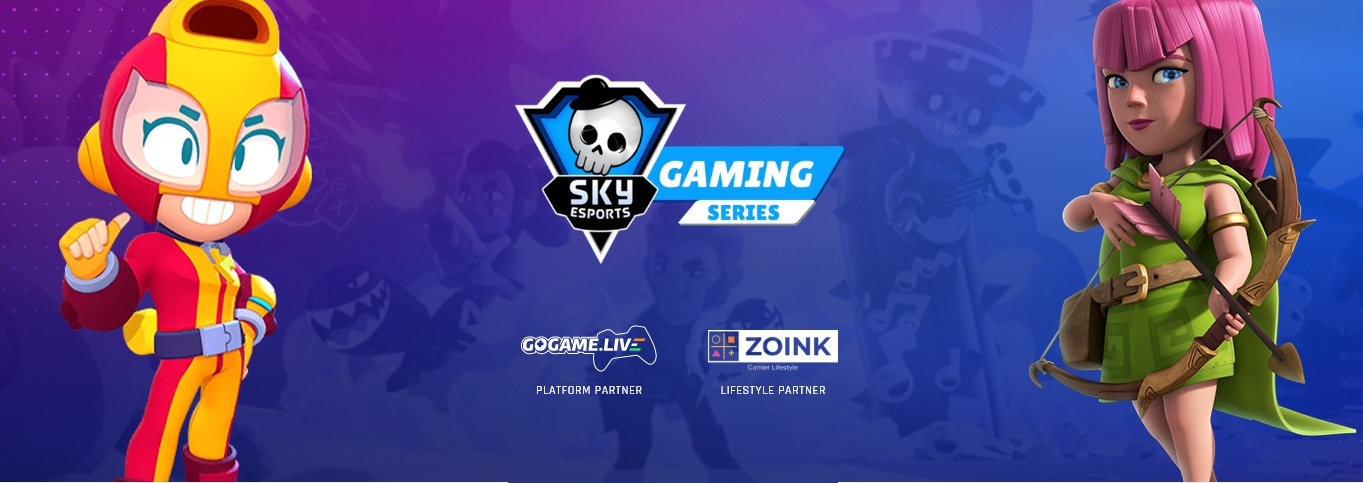 SKY
ESPORTS
GAMING
SERIES
GOGAME.LIVE
PLATFORM PARTNER
ZOINK
Gamer Lifestyle
LIFESTYLE PARTNER